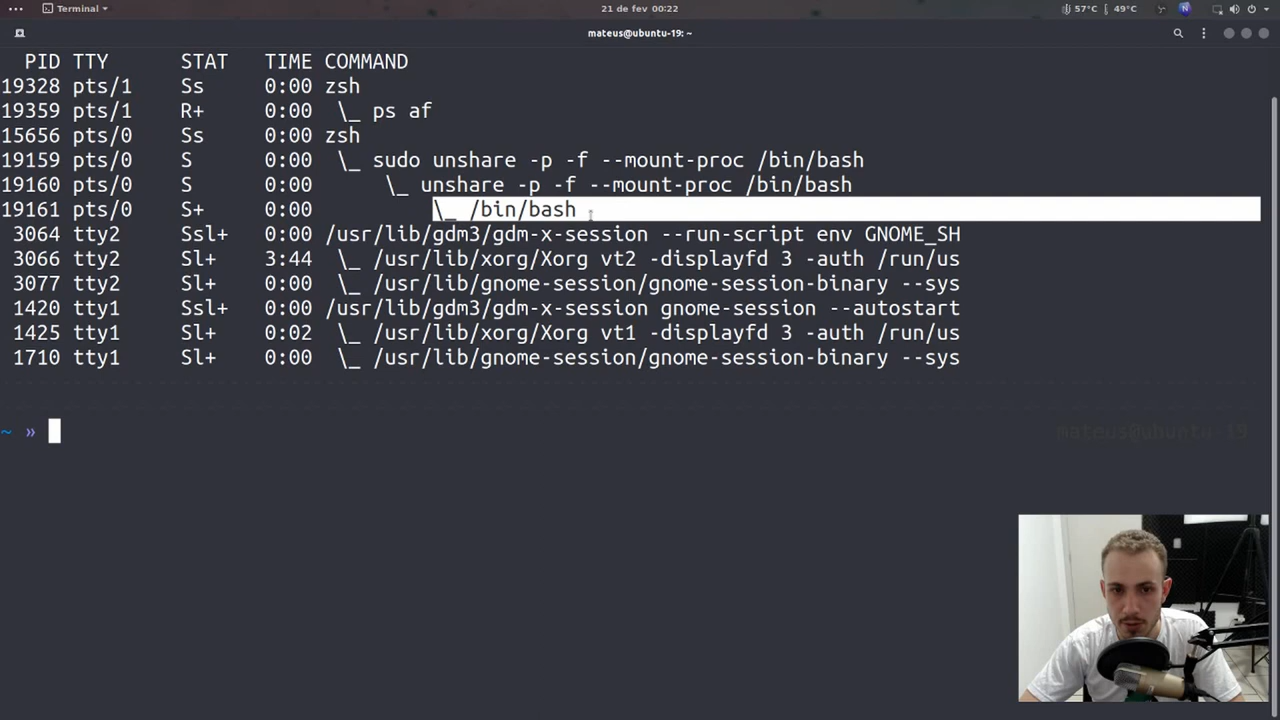 Terminal
21 de fev 00:22
57°C 49°C
mateus@ubuntu-19: ~
PID TTY STAT TIME COMMAND
19328 pts/1 Ss 0:00 zsh
19359 pts/1 R+ 0:00 \_ ps af
15656 pts/0 Ss 0:00 zsh
19159 pts/0 S 0:00 \_ sudo unshare -p -f --mount-proc /bin/bash
19160 pts/0 S 0:00 \_ unshare -p -f --mount-proc /bin/bash
19161 pts/0 S+ 0:00 \_ /bin/bash
3064 tty2 Ssl+ 0:00 /usr/lib/gdm3/gdm-x-session --run-script env GNOME_SH
3066 tty2 Sl+ 3:44 \_ /usr/lib/xorg/Xorg vt2 -displayfd 3 -auth /run/us
3077 tty2 Sl+ 0:00 \_ /usr/lib/gnome-session/gnome-session-binary --sys
1420 tty1 Ssl+ 0:00 /usr/lib/gdm3/gdm-x-session gnome-session --autostart
1425 tty1 Sl+ 0:02 \_ /usr/lib/xorg/Xorg vt1 -displayfd 3 -auth /run/us
1710 tty1 Sl+ 0:00 \_ /usr/lib/gnome-session/gnome-session-binary --sys
~ » mateus@ubuntu-19